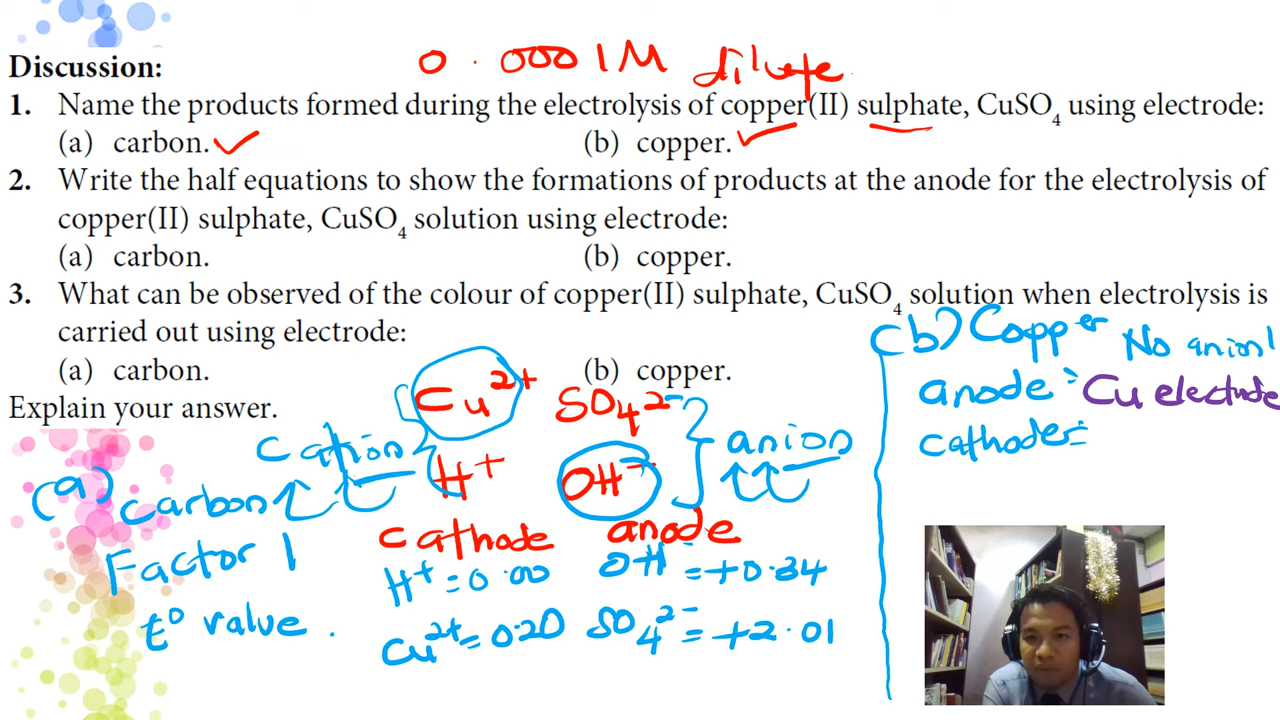 0.0001M dilute
Discussion:
1. Name the products formed during the electrolysis of copper(II) sulphate, CuSO₄ using electrode:
(a) carbon. (b) copper.
2. Write the half equations to show the formations of products at the anode for the electrolysis of
copper(II) sulphate, CuSO₄ solution using electrode:
(a) carbon. (b) copper.
3. What can be observed of the colour of copper(II) sulphate, CuSO₄ solution when electrolysis is
carried out using electrode:
(a) carbon. (b) copper.
Explain your answer.
Cu²⁺ SO₄²⁻
cation anion
H⁺ OH⁻
(a) carbon
cathode anode
Factor 1
H⁺ = 0.00 OH⁻ = +0.34
E⁰ value.
Cu²⁺ = 0.20 SO₄²⁻ = +2.01
(b) Copper No anion!
anode: Cu electrode
cathode: